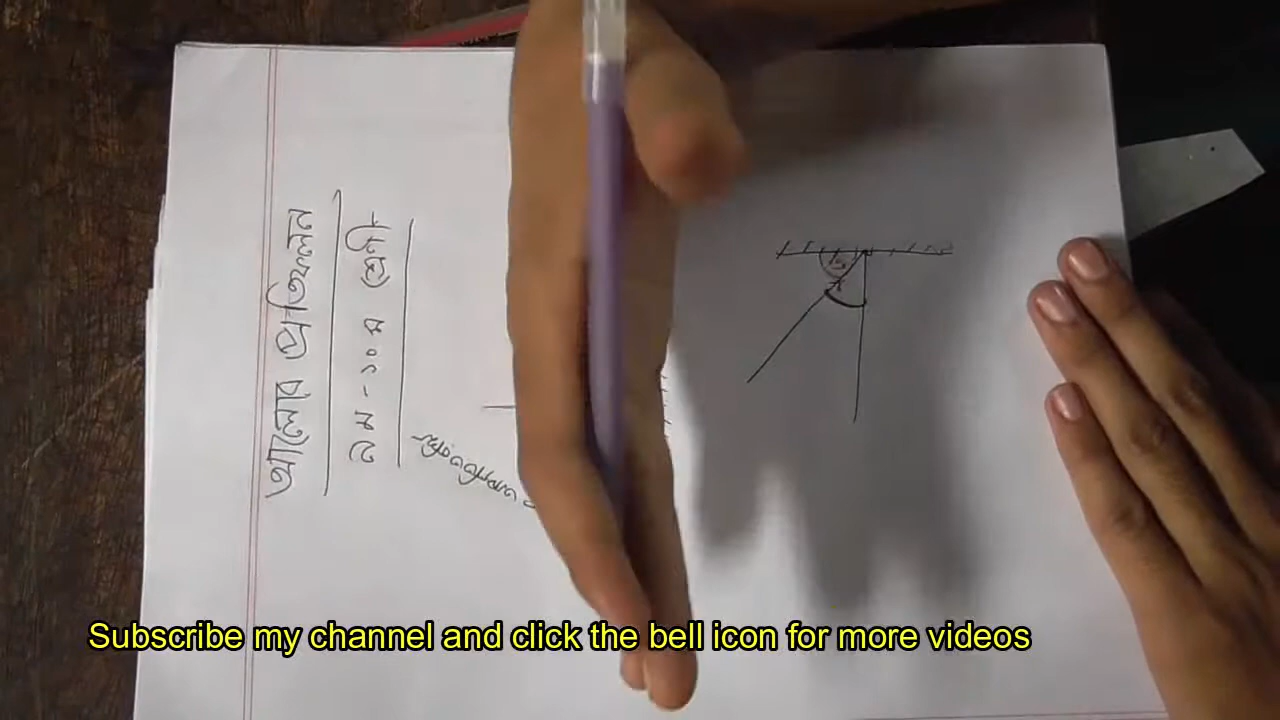 আলোর প্রতিফলন
৯ম - ১০ম শ্রেণী
Subscribe my channel and click the bell icon for more videos